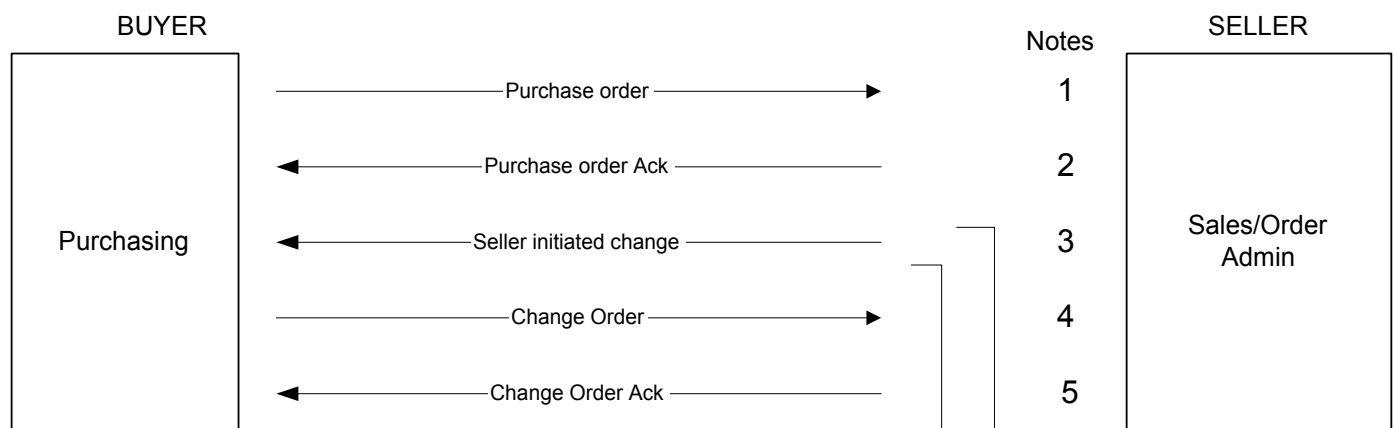 BUYER
SELLER
Notes
Purchase order
1
Purchase order Ack
2
Purchasing
Seller initiated change
3
Sales/Order
Admin
Change Order
4
Change Order Ack
5